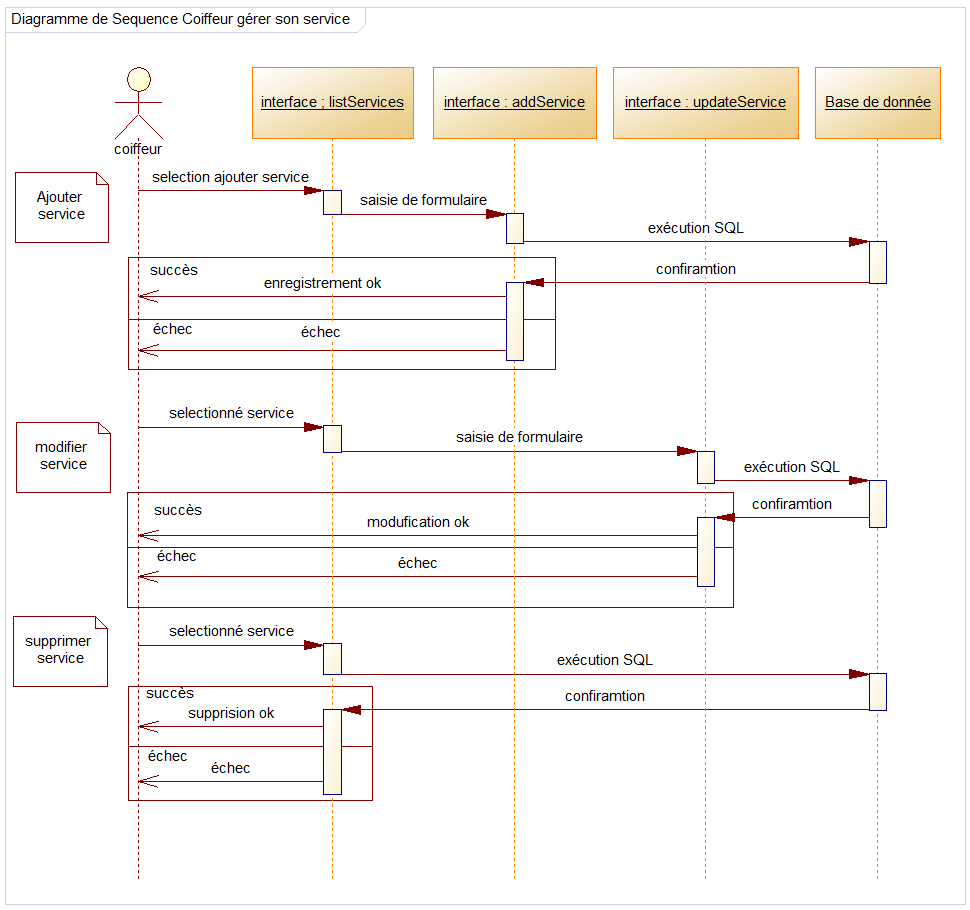 Diagramme de Sequence Coiffeur gérer son service
interface ; listServices
interface : addService
interface : updateService
Base de donnée
coiffeur
Ajouter
service
selection ajouter service
saisie de formulaire
exécution SQL
confiramtion
succès
enregistrement ok
échec
échec
modifier
service
selectionné service
saisie de formulaire
exécution SQL
confiramtion
succès
modufication ok
échec
échec
supprimer
service
selectionné service
exécution SQL
confiramtion
succès
supprision ok
échec
échec